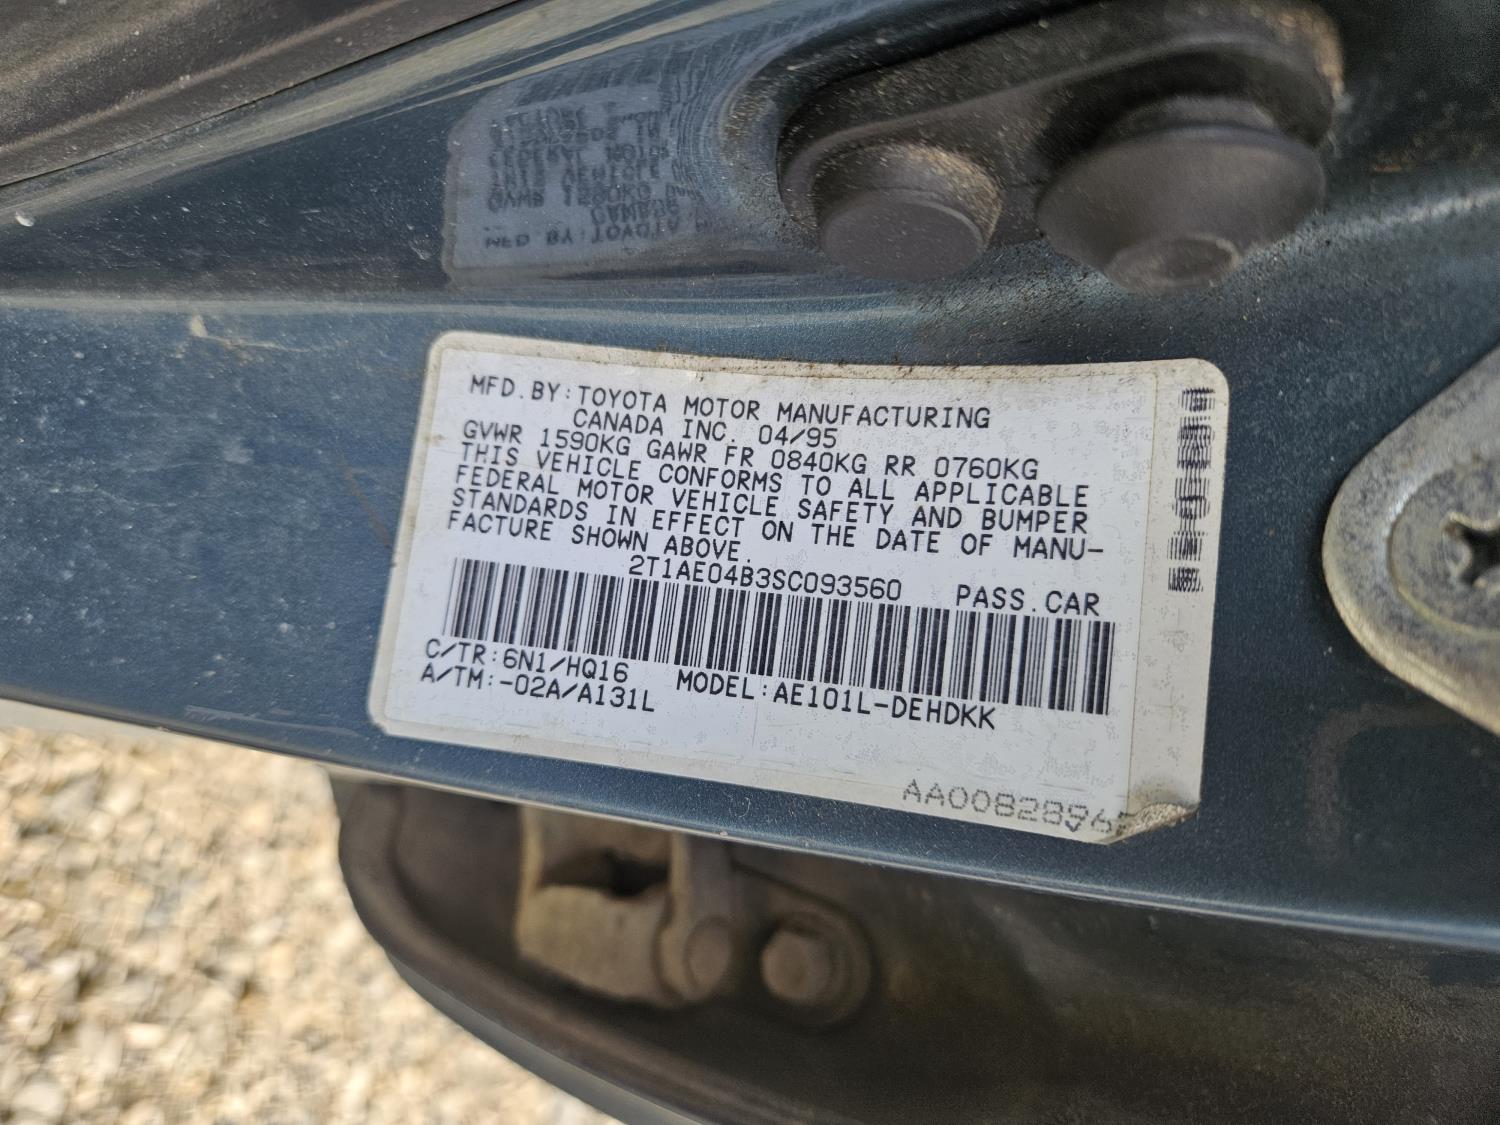 MFD. BY: TOYOTA MOTOR MANUFACTURING
CANADA INC. 04/95
GVWR 1590KG GAWR FR 0840KG RR 0760KG
THIS VEHICLE CONFORMS TO ALL APPLICABLE
FEDERAL MOTOR VEHICLE SAFETY AND BUMPER
STANDARDS IN EFFECT ON THE DATE OF MANU-
FACTURE SHOWN ABOVE.
2T1AE04B3SC093560 PASS. CAR
C/TR: 6N1/HQ16 MODEL: AE101L-DEHDKK
A/TM:-02A/A131L